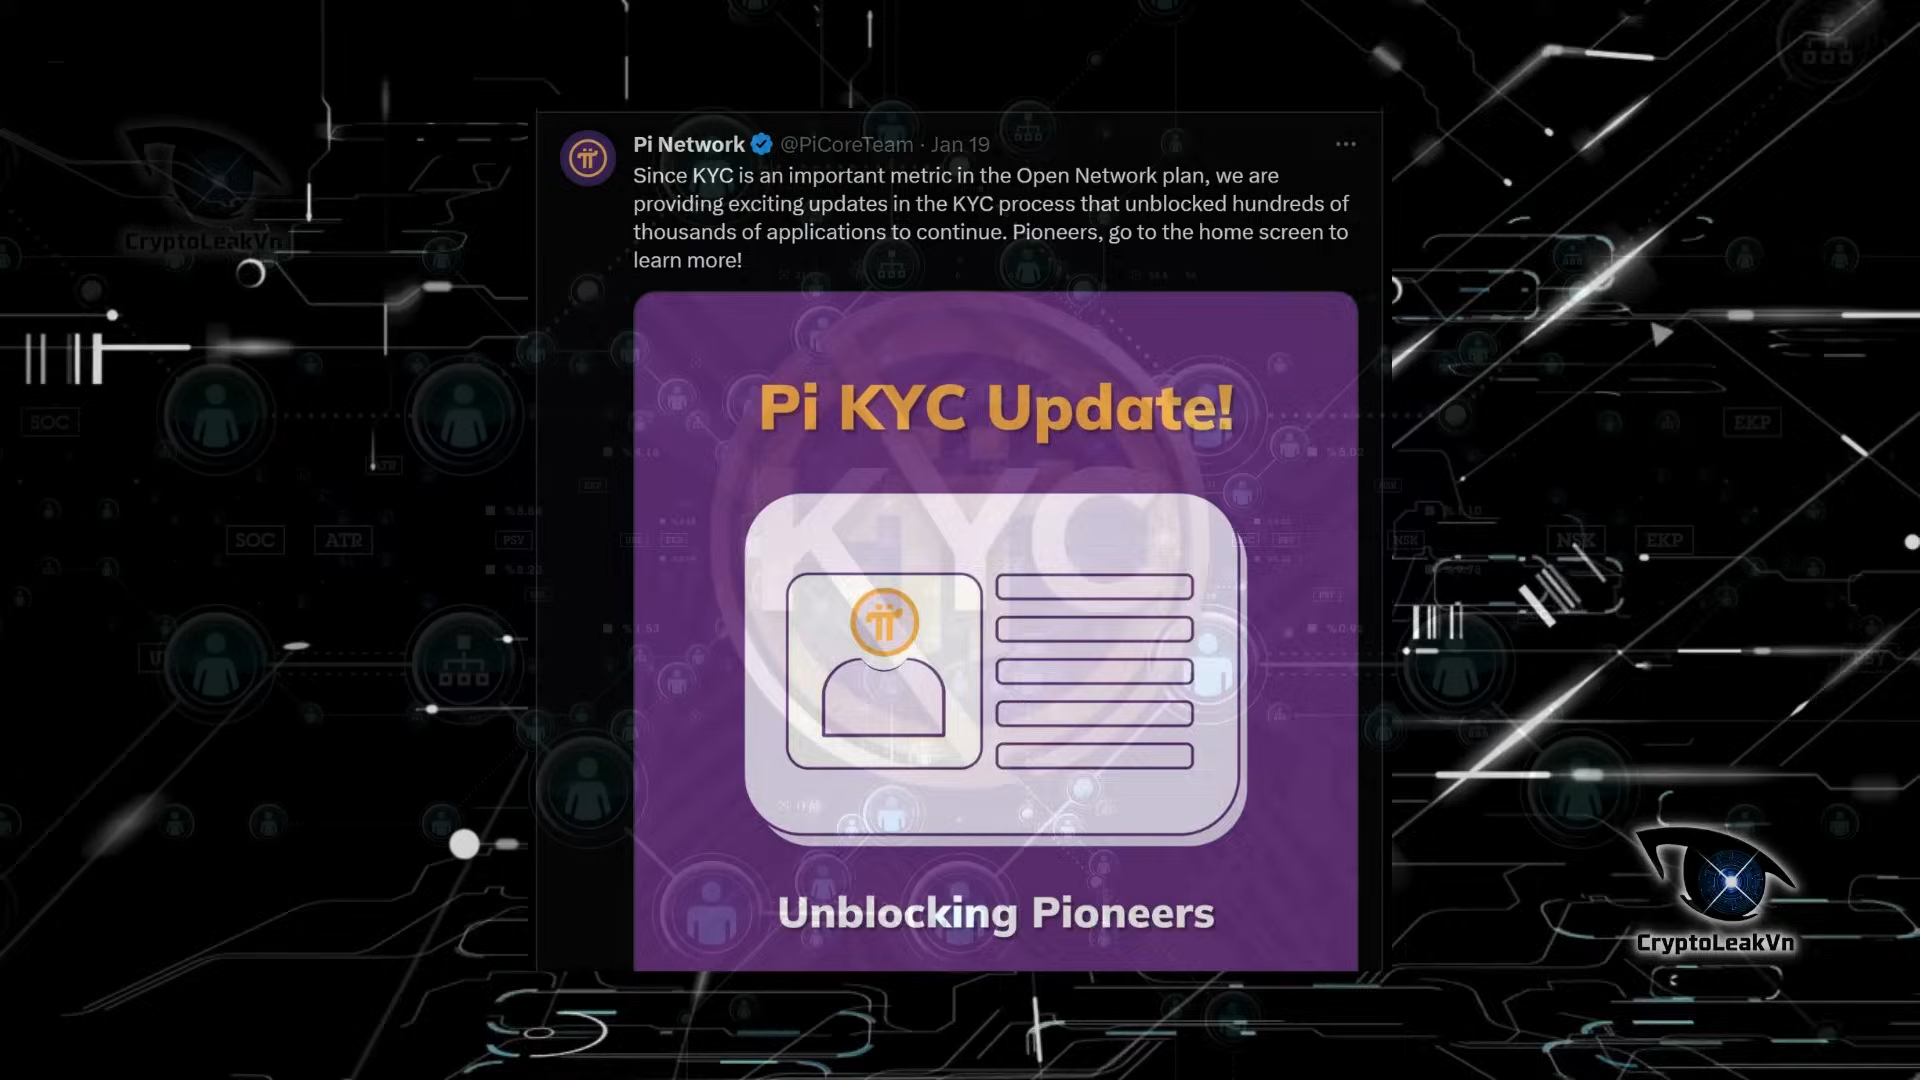 Pi Network @PiCoreTeam · Jan 19
Since KYC is an important metric in the Open Network plan, we are
providing exciting updates in the KYC process that unblocked hundreds of
thousands of applications to continue. Pioneers, go to the home screen to
learn more!
Pi KYC Update!
KYC
Unblocking Pioneers
CryptoLeakVn
CryptoLeakVn
SOC
EKP
SOC
ATR
PSY
NSK
EKP